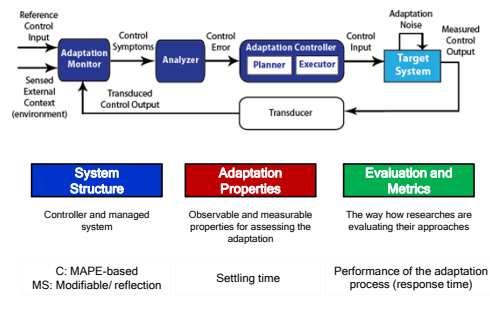 Reference
Control
Input
Adaptation
Monitor
Sensed
External
Context
(environment)
Control
Symptoms
Analyzer
Control
Error
Adaptation Controller
Planner
Executor
Control
Input
Adaptation
Noise
Target
System
Measured
Control
Output
Transduced
Control Output
Transducer
System
Structure
Adaptation
Properties
Evaluation and
Metrics
Controller and managed
system
Observable and measurable
properties for assessing the
adaptation
The way how researches are
evaluating their approaches
C: MAPE-based
MS: Modifiable/ reflection
Settling time
Performance of the adaptation
process (response time)